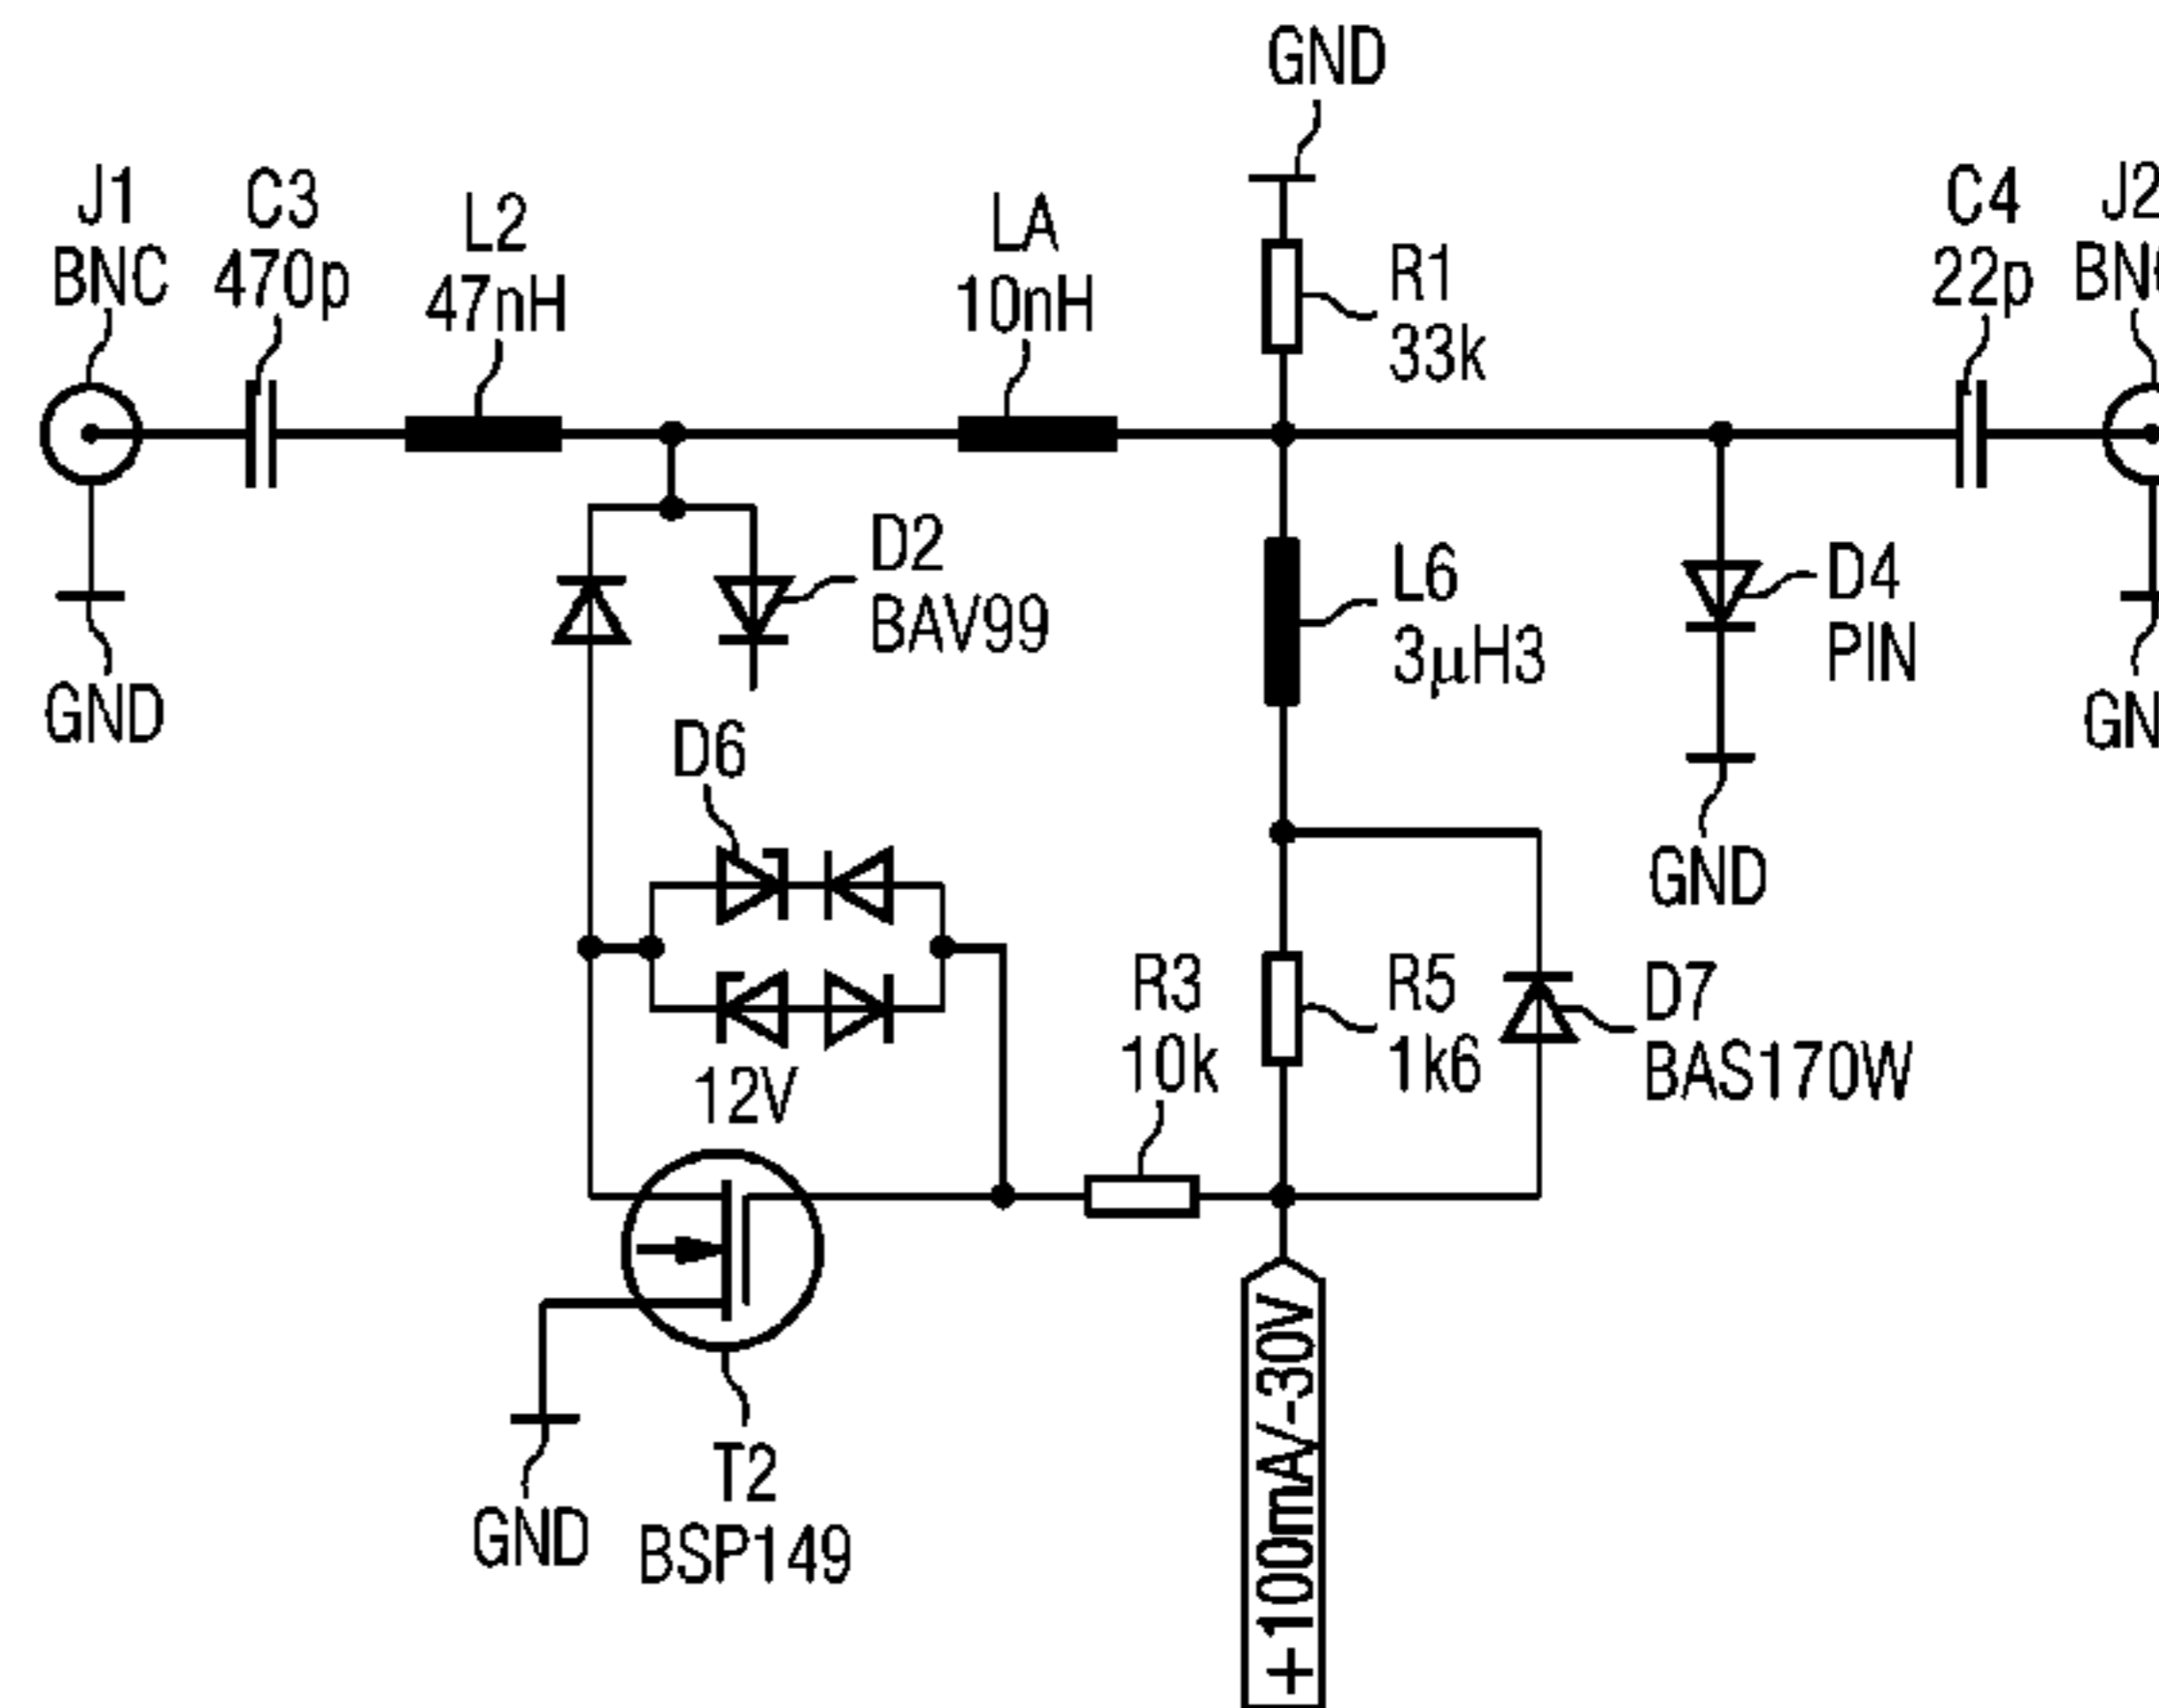 GND
J1
BNC
C3
470p
L2
47nH
LA
10nH
R1
33k
C4
22p
J2
D2
BAV99
L6
3µH3
D4
PIN
GND
D6
GND
12V
R3
10k
R5
1k6
D7
BAS170W
T2
BSP149
GND
+100mA/-30V